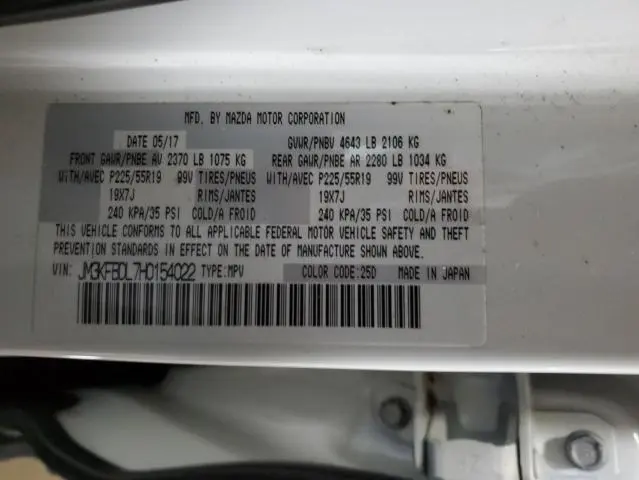 MFD. BY MAZDA MOTOR CORPORATION
DATE 05/17 GVWR/PNBV 4643 LB 2106 KG
FRONT GAWR/PNBE AV 2370 LB 1075 KG REAR GAWR/PNBE AR 2280 LB 1034 KG
WITH/AVEC P225/55R19 99V TIRES/PNEUS WITH/AVEC P225/55R19 99V TIRES/PNEUS
19X7J RIMS/JANTES 19X7J RIMS/JANTES
240 KPA/35 PSI COLD/A FROID 240 KPA/35 PSI COLD/A FROID
THIS VEHICLE CONFORMS TO ALL APPLICABLE FEDERAL MOTOR VEHICLE SAFETY AND THEFT
PREVENTION STANDARDS IN EFFECT ON THE DATE OF MANUFACTURE SHOWN ABOVE.
VIN: JM3KFBDL7H0154022 TYPE:MPV COLOR CODE:25D MADE IN JAPAN